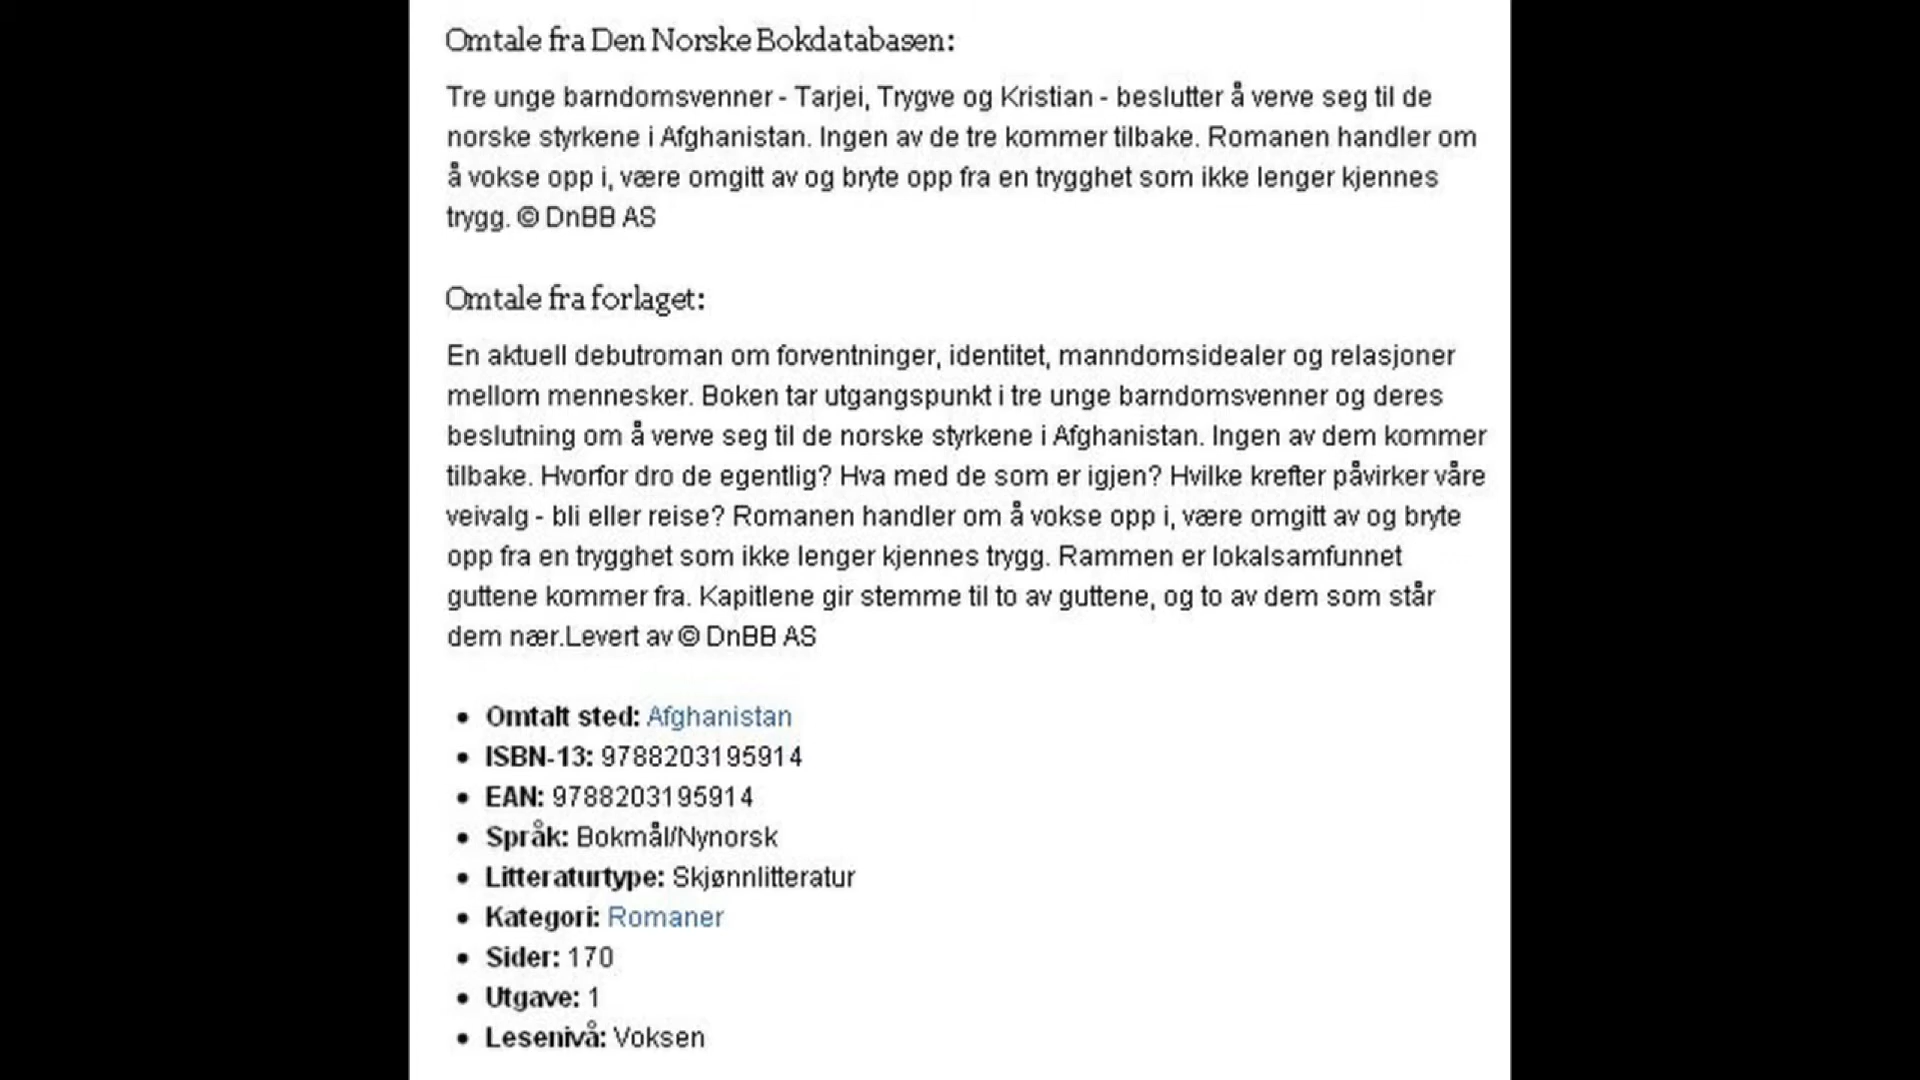 Omtale fra Den Norske Bokdatabasen:
Tre unge barndomsvenner - Tarjei, Trygve og Kristian - beslutter å verve seg til de
norske styrkene i Afghanistan. Ingen av de tre kommer tilbake. Romanen handler om
å vokse opp i, være omgitt av og bryte opp fra en trygghet som ikke lenger kjennes
trygg. © DnBB AS
Omtale fra forlaget:
En aktuell debutroman om forventninger, identitet, manndomsidealer og relasjoner
mellom mennesker. Boken tar utgangspunkt i tre unge barndomsvenner og deres
beslutning om å verve seg til de norske styrkene i Afghanistan. Ingen av dem kommer
tilbake. Hvorfor dro de egentlig? Hva med de som er igjen? Hvilke krefter påvirker våre
veivalg - bli eller reise? Romanen handler om å vokse opp i, være omgitt av og bryte
opp fra en trygghet som ikke lenger kjennes trygg. Rammen er lokalsamfunnet
guttene kommer fra. Kapitlene gir stemme til to av guttene, og to av dem som står
dem nær.Levert av © DnBB AS
• Omtalt sted: Afghanistan
• ISBN-13: 9788203195914
• EAN: 9788203195914
• Språk: Bokmål/Nynorsk
• Litteraturtype: Skjønnlitteratur
• Kategori: Romaner
• Sider: 170
• Utgave: 1
• Lesenivå: Voksen